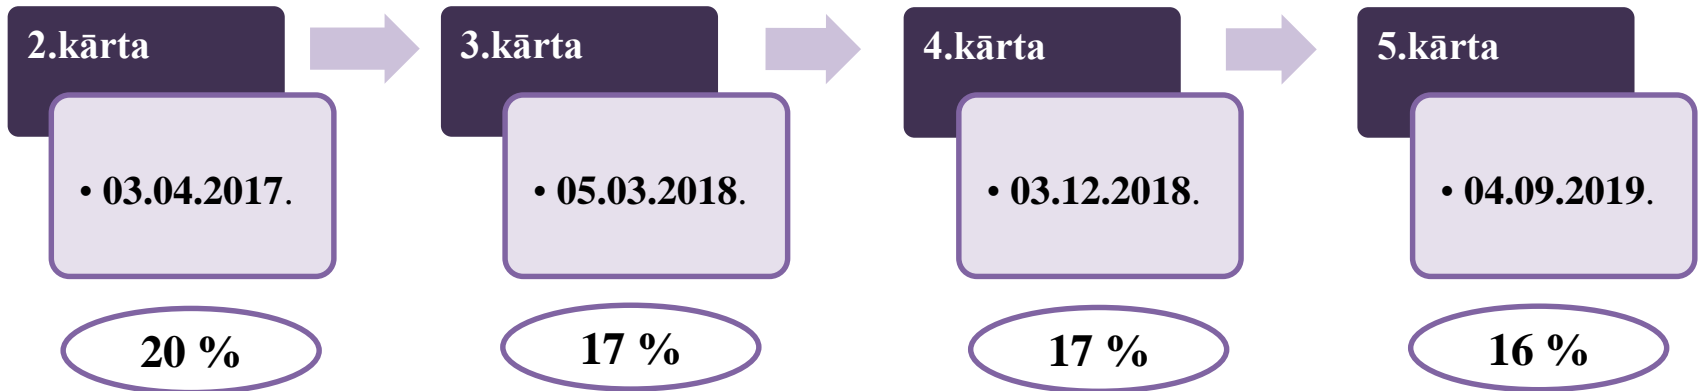 2.kārta
• 03.04.2017.
20 %
3.kārta
• 05.03.2018.
17 %
4.kārta
• 03.12.2018.
17 %
5.kārta
• 04.09.2019.
16 %